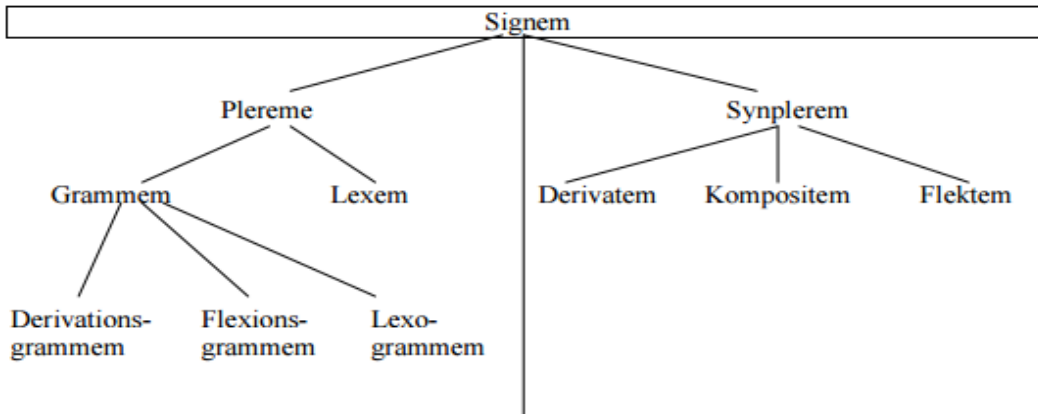 Signem
Plereme Synplerem
Grammem Lexem Derivatem Kompositem Flektem
Derivations- Flexions- Lexo-
grammem grammem grammem